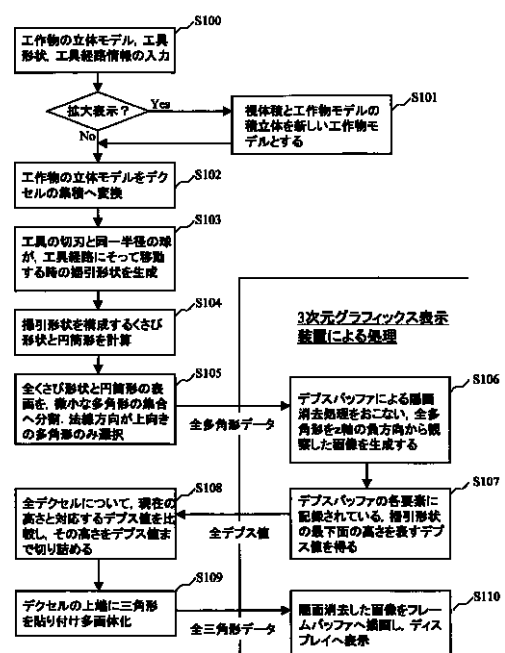 S100
工作物の立体モデル，工具
形状，工具経路情報の入力
拡大表示？
Yes
No
S101
視体積と工作物モデルの
積立体を新しい工作物モ
デルとする
S102
工作物の立体モデルをデク
セルの集積へ変換
S103
工具の切刃と同一半径の球
が，工具経路にそって移動
する時の掃引形状を生成
S104
掃引形状を構成するくさび
形状と円筒形を計算
3次元グラフィックス表示
装置による処理
S105
全くさび形状と円筒形の表
面を，微小な多角形の集合
へ分割．法線方向が上向き
の多角形のみ選択
全多角形データ
S106
デプスバッファによる隠面
消去処理をおこない，全多
角形をz軸の負方向から観
察した画像を生成する
S107
デプスバッファの各要素に
記録されている，掃引形状
の最下面の高さを表すデプ
ス値を得る
全デプス値
S108
全デクセルについて，現在の
高さと対応するデプス値を比
較し，その高さをデプス値ま
で切り詰める
S109
デクセルの上端に三角形
を貼り付け多面体化
全三角形データ
S110
隠面消去した画像をフレー
ムバッファへ描画し，ディス
プレイへ表示